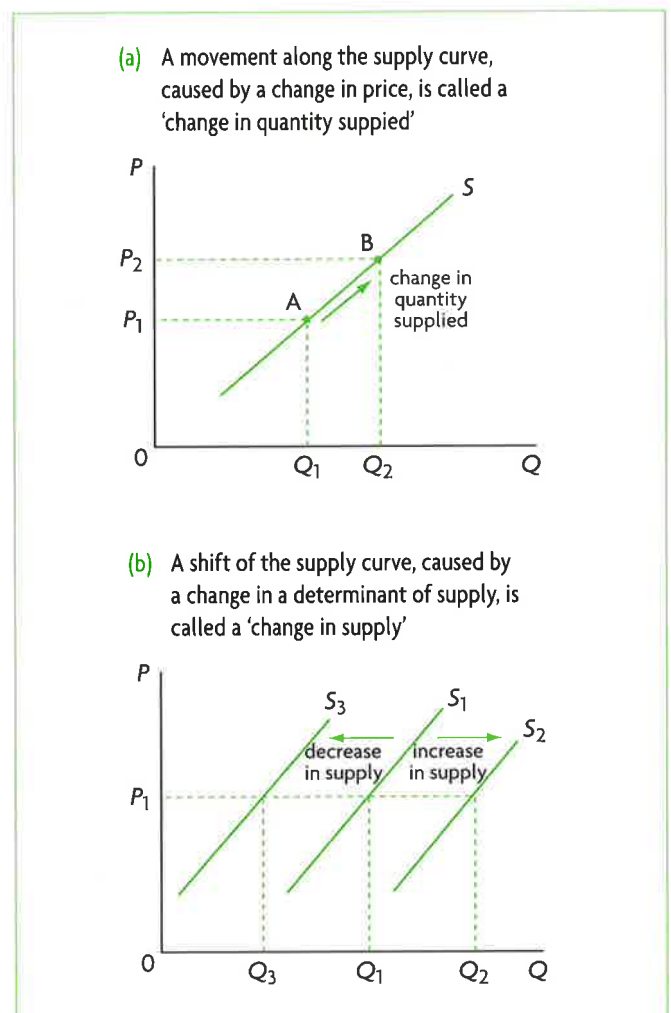 (a) A movement along the supply curve,
caused by a change in price, is called a
‘change in quantity suppied’
P
S
B
P2
change in
quantity
supplied
A
P1
0
Q1
Q2
Q
(b) A shift of the supply curve, caused by
a change in a determinant of supply, is
called a ‘change in supply’
P
S3
S1
S2
decrease
in supply
increase
in supply
P1
0
Q3
Q1
Q2
Q